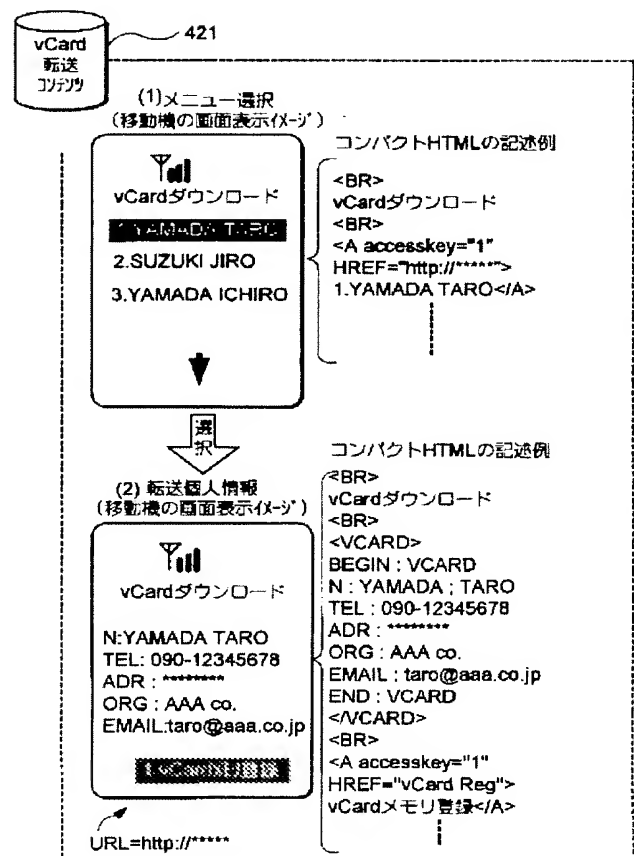 vCard
転送
コンテンツ
421
(1)メニュー選択
(移動機の画面表示イメージ)
vCardダウンロード
1.YAMADA TARO
2.SUZUKI JIRO
3.YAMADA ICHIRO
コンパクトHTMLの記述例
<BR>
vCardダウンロード
<BR>
<A accesskey="1"
HREF="http://*****">
1.YAMADA TARO</A>
選
択
(2) 転送個人情報
(移動機の画面表示イメージ)
vCardダウンロード
N:YAMADA TARO
TEL: 090-12345678
ADR : ********
ORG : AAA co.
EMAIL:taro@aaa.co.jp
URL=http://*****
コンパクトHTMLの記述例
<BR>
vCardダウンロード
<BR>
<VCARD>
BEGIN : VCARD
N : YAMADA ; TARO
TEL : 090-12345678
ADR : ********
ORG : AAA co.
EMAIL : taro@aaa.co.jp
END : VCARD
</VCARD>
<BR>
<A accesskey="1"
HREF="vCard Reg">
vCardメモリ登録</A>